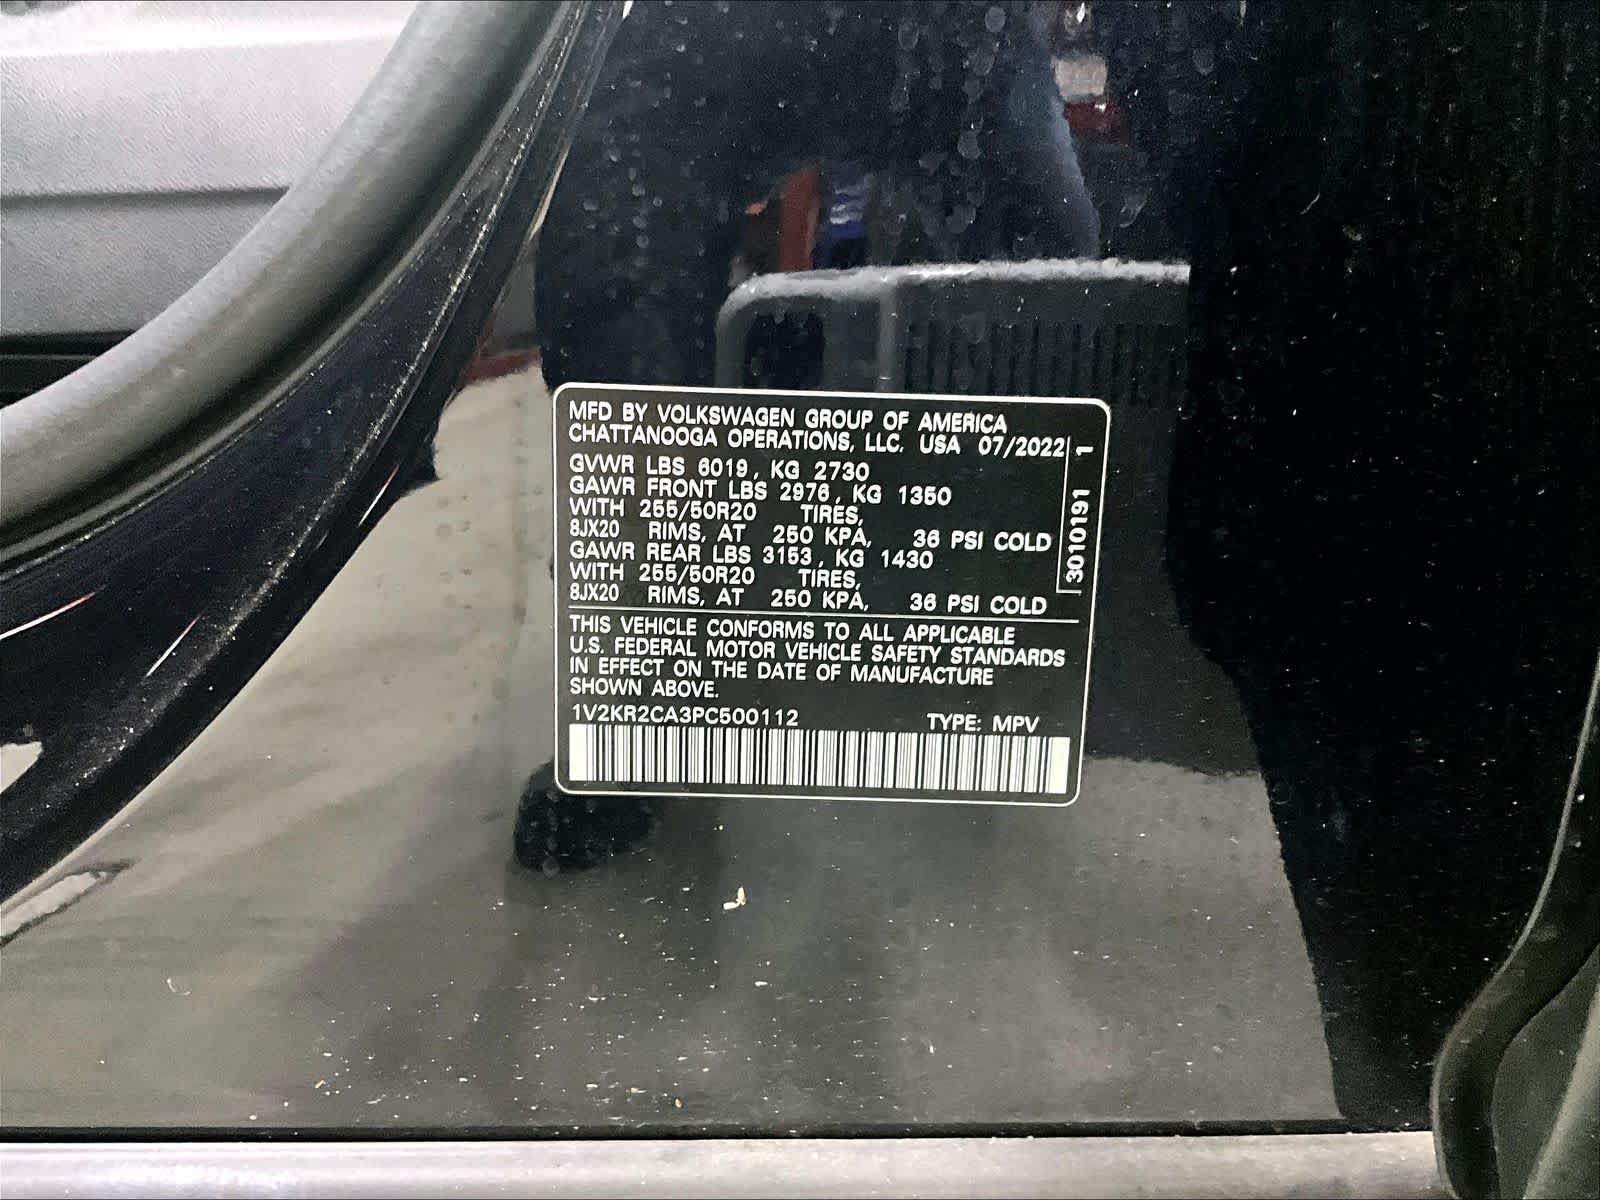 MFD BY VOLKSWAGEN GROUP OF AMERICA
CHATTANOOGA OPERATIONS, LLC. USA 07/2022
GVWR LBS 6019, KG 2730
GAWR FRONT LBS 2976, KG 1350
WITH 255/50R20 TIRES,
8JX20 RIMS, AT 250 KPA, 36 PSI COLD
GAWR REAR LBS 3153, KG 1430
WITH 255/50R20 TIRES,
8JX20 RIMS, AT 250 KPA, 36 PSI COLD
3010191 1
THIS VEHICLE CONFORMS TO ALL APPLICABLE
U.S. FEDERAL MOTOR VEHICLE SAFETY STANDARDS
IN EFFECT ON THE DATE OF MANUFACTURE
SHOWN ABOVE.
1V2KR2CA3PC500112 TYPE: MPV